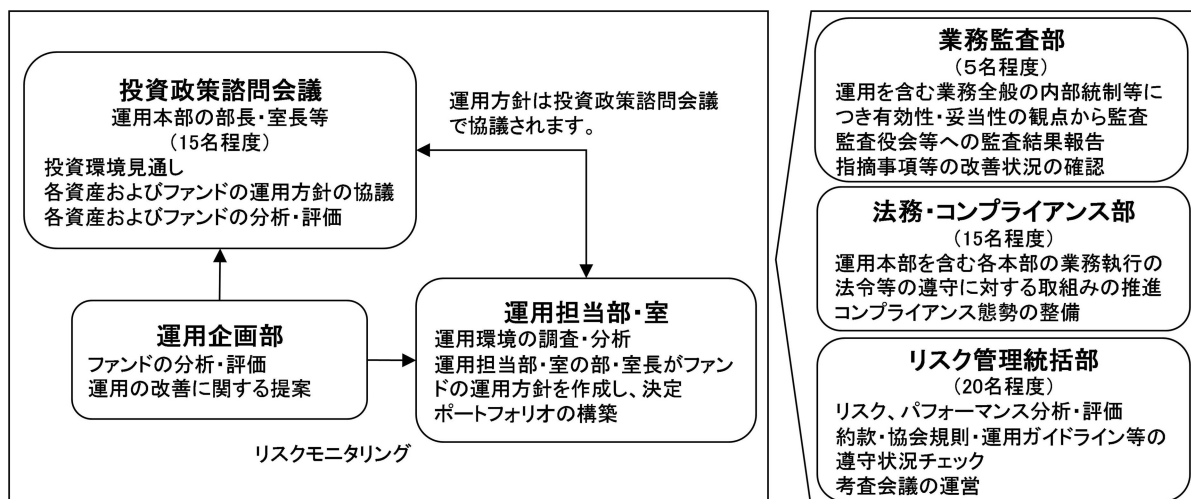 投資政策諮問会議
運用本部の部長・室長等
（15名程度）
投資環境見通し
各資産およびファンドの運用方針の協議
各資産およびファンドの分析・評価
運用方針は投資政策諮問会議
で協議されます。
運用企画部
ファンドの分析・評価
運用の改善に関する提案
運用担当部・室
運用環境の調査・分析
運用担当部・室の部・室長がファン
ドの運用方針を作成し、決定
ポートフォリオの構築
リスクモニタリング
業務監査部
（５名程度）
運用を含む業務全般の内部統制等に
つき有効性・妥当性の観点から監査
監査役会等への監査結果報告
指摘事項等の改善状況の確認
法務・コンプライアンス部
（15名程度）
運用本部を含む各本部の業務執行の
法令等の遵守に対する取組みの推進
コンプライアンス態勢の整備
リスク管理統括部
（20名程度）
リスク、パフォーマンス分析・評価
約款・協会規則・運用ガイドライン等の
遵守状況チェック
考査会議の運営